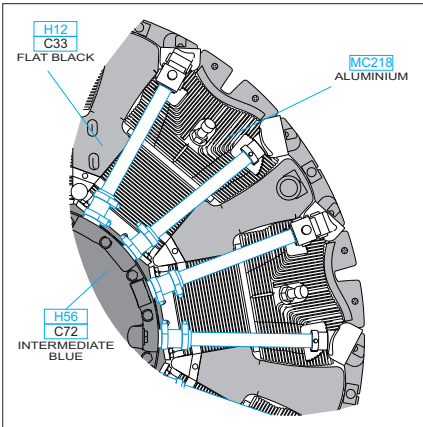 H12
C33
FLAT BLACK
MC218
ALUMINIUM
H56
C72
INTERMEDIATE
BLUE